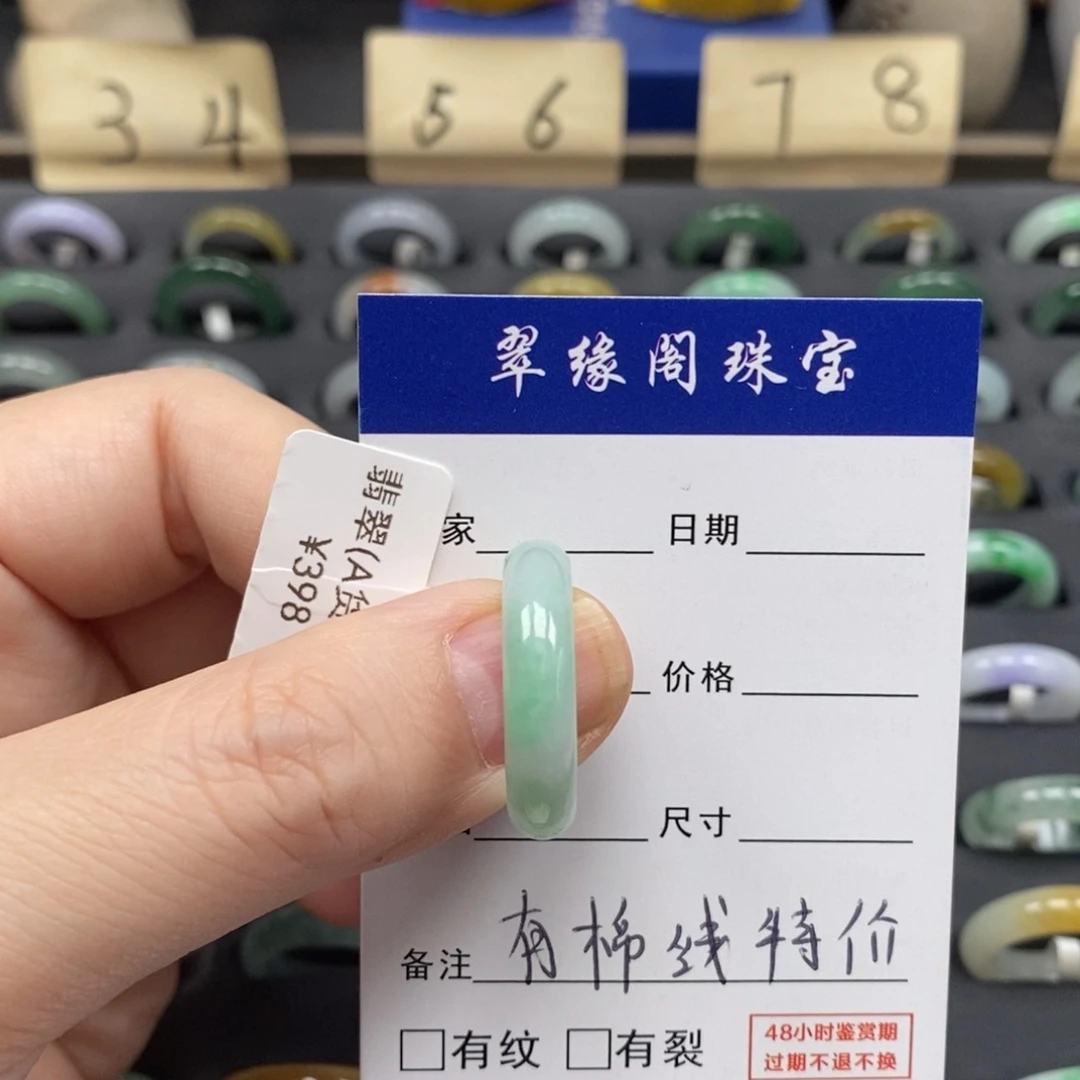 3 4
5 6
7 8
翠缘阁珠宝
翡翠(A货
¥398
家
日期
价格
尺寸
备注 有棉线特价
□有纹 □有裂
48小时鉴赏期
过期不退不换